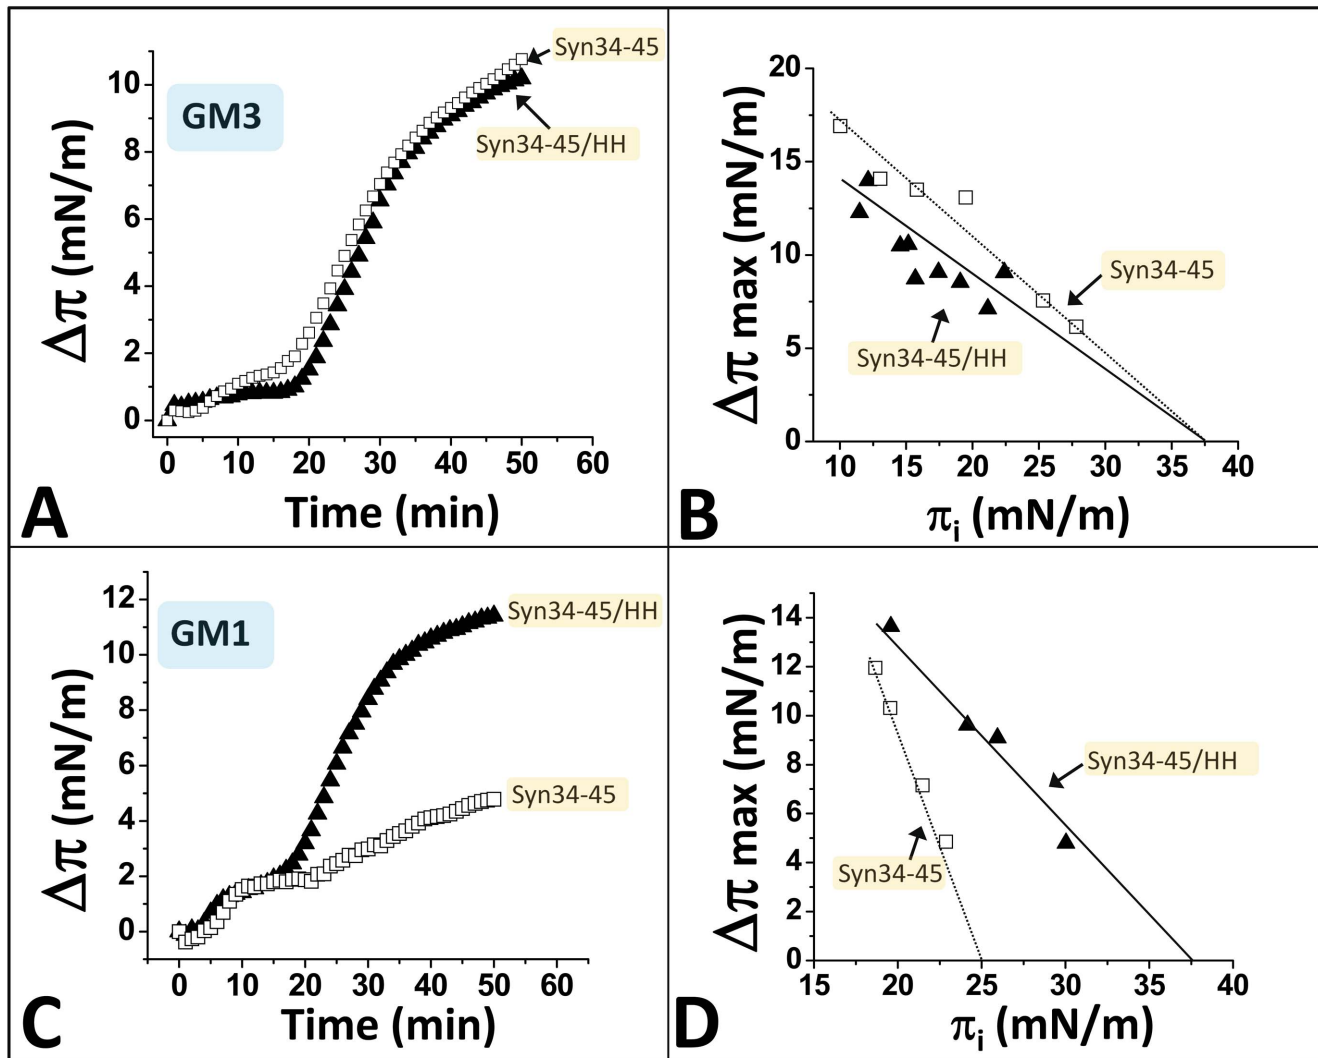 GM3
Syn34-45
Syn34-45/HH
Δπ (mN/m)
10
8
6
4
2
0
0 10 20 30 40 50 60
Time (min)
A
Δπ max (mN/m)
20
15
10
5
0
Syn34-45
Syn34-45/HH
10 15 20 25 30 35 40
πi (mN/m)
B
GM1
Syn34-45/HH
Syn34-45
Δπ (mN/m)
12
10
8
6
4
2
0
0 10 20 30 40 50 60
Time (min)
C
Δπ max (mN/m)
14
12
10
8
6
4
2
0
Syn34-45/HH
Syn34-45
15 20 25 30 35 40
πi (mN/m)
D